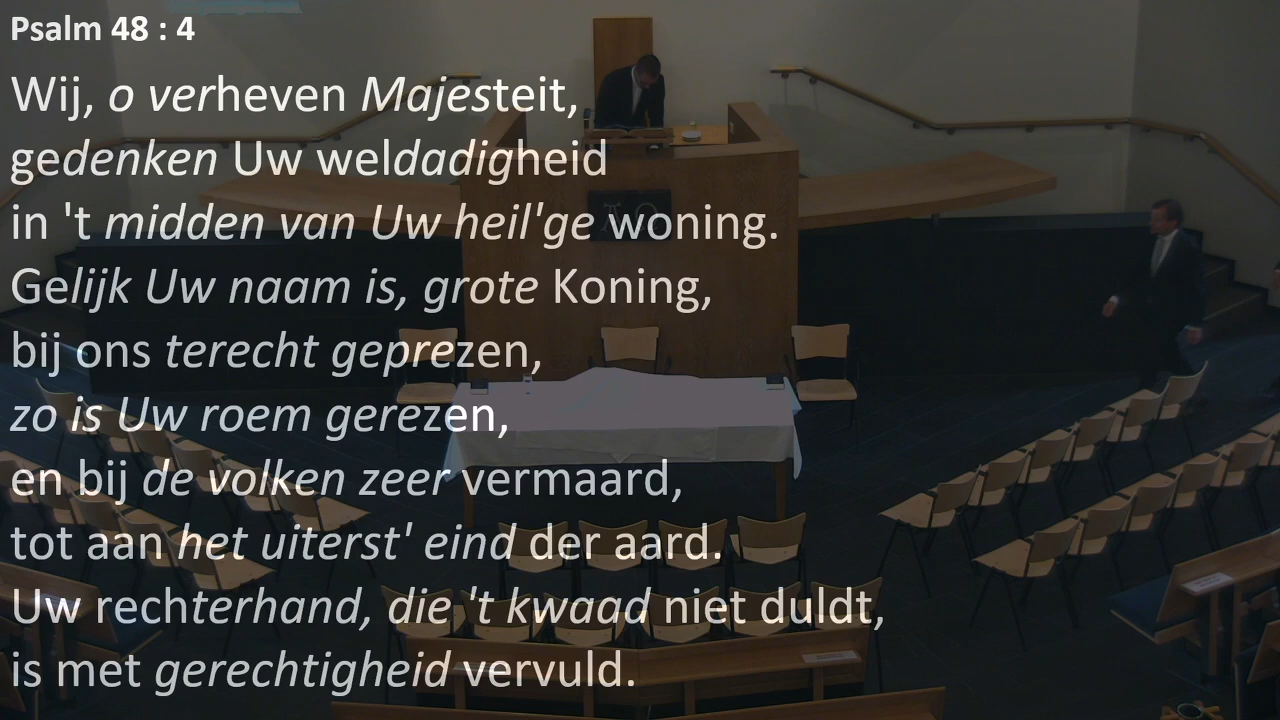 Psalm 48 : 4
Wij, o verheven Majesteit,
gedenken Uw weldadigheid
in 't midden van Uw heil'ge woning.
Gelijk Uw naam is, grote Koning,
bij ons terecht geprezen,
zo is Uw roem gerezen,
en bij de volken zeer vermaard,
tot aan het uiterst' eind der aard.
Uw rechterhand, die 't kwaad niet duldt,
is met gerechtigheid vervuld.